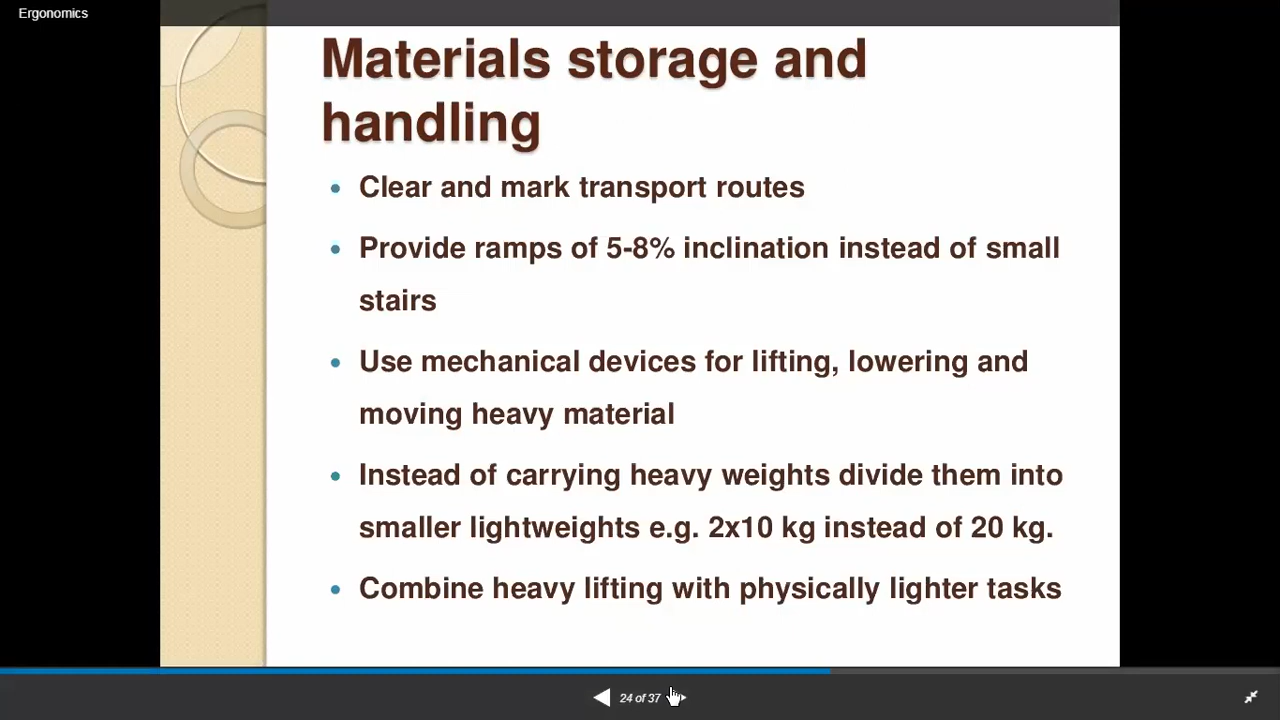 Ergonomics
Materials storage and
handling
• Clear and mark transport routes
• Provide ramps of 5-8% inclination instead of small
stairs
• Use mechanical devices for lifting, lowering and
moving heavy material
• Instead of carrying heavy weights divide them into
smaller lightweights e.g. 2x10 kg instead of 20 kg.
• Combine heavy lifting with physically lighter tasks
24 of 37